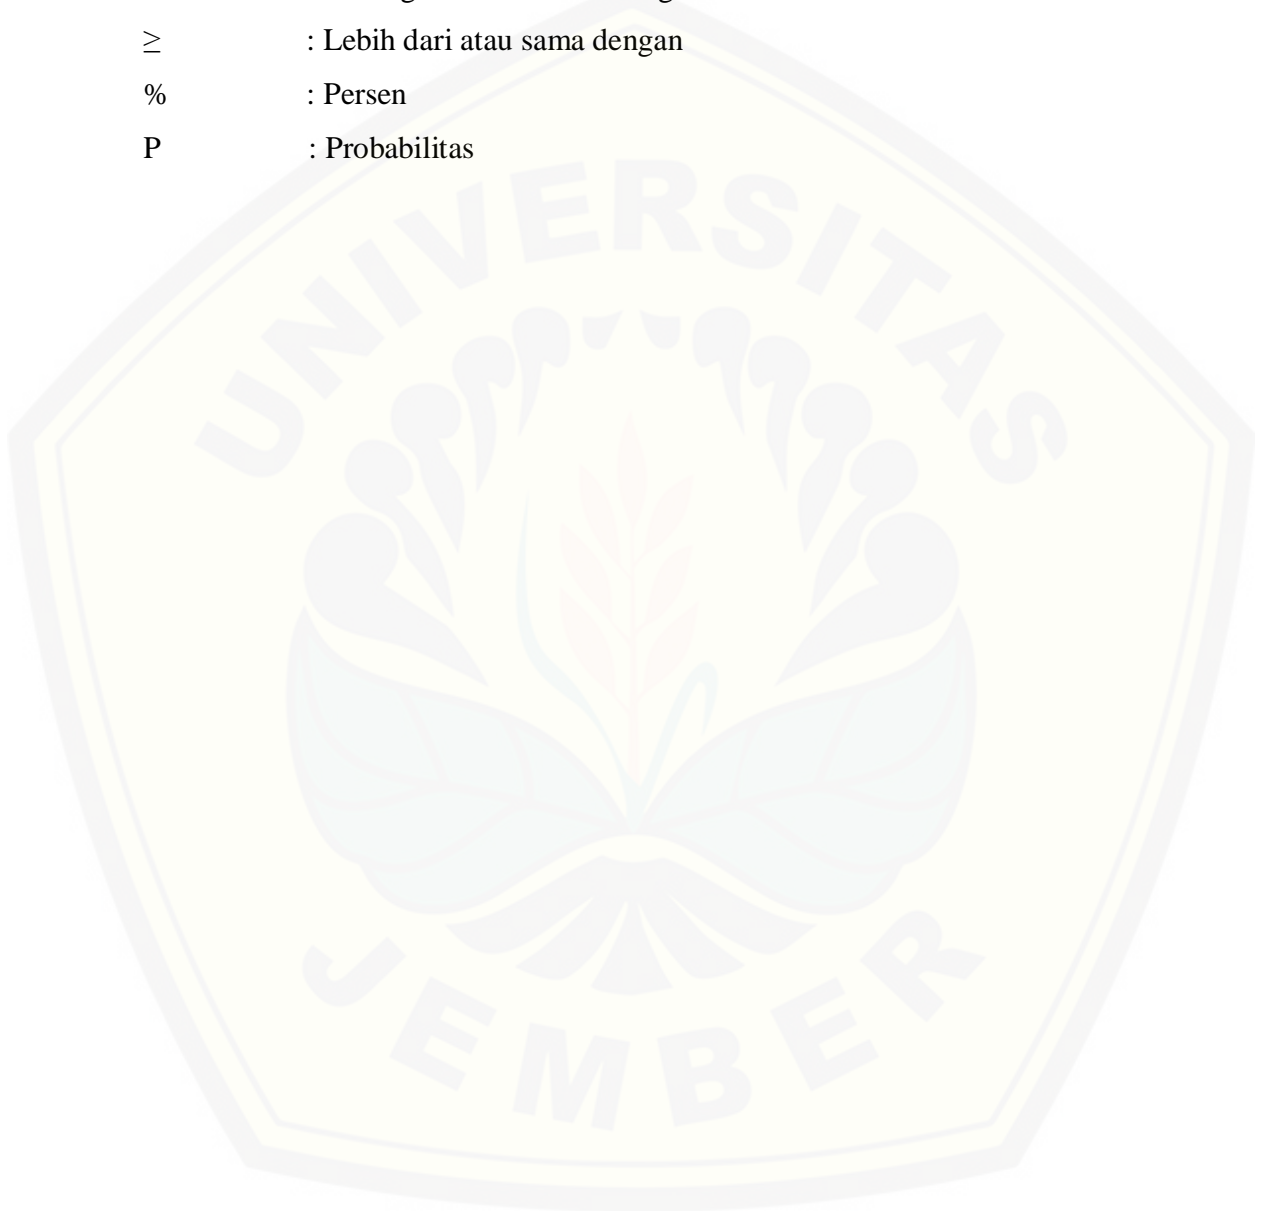 ≥ : Lebih dari atau sama dengan
% : Persen
P : Probabilitas
UNIVERSITAS
JEMBER